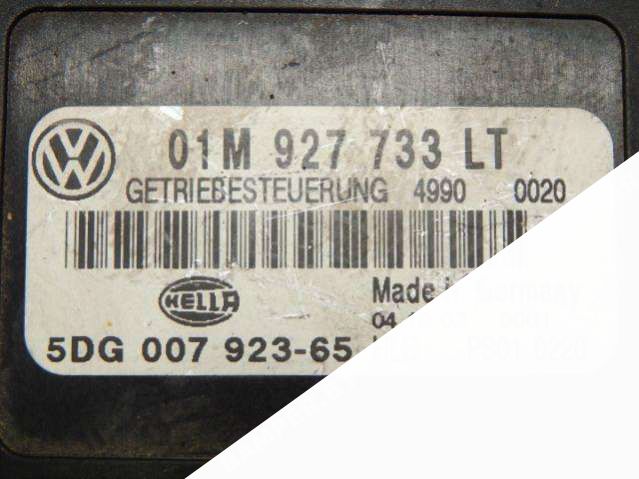 01M 927 733 LT
GETRIEBESTEUERUNG 4990 0020
HELLA
Made in Germany
5DG 007 923-65